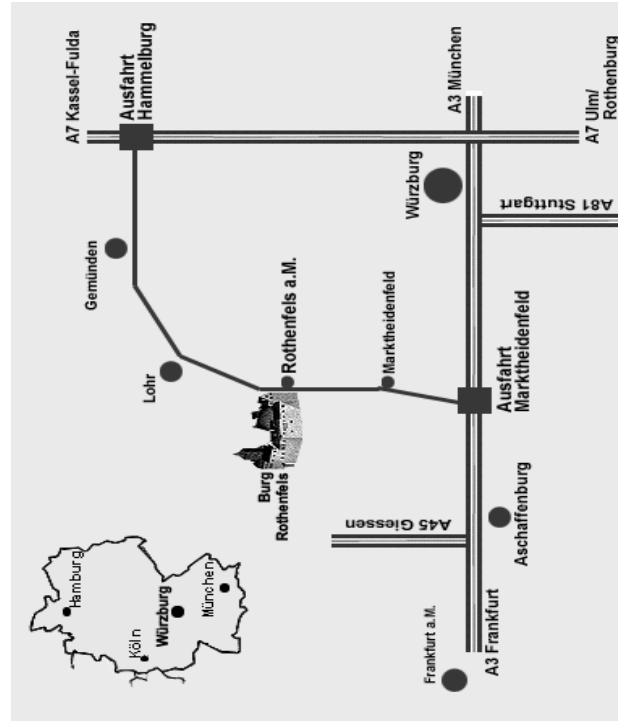 A7 Kassel-Fulda
Ausfahrt
Hammelburg
Gemünden
Lohr
Rothenfels a.M.
Burg
Rothenfels
Marktheidenfeld
Würzburg
A3 München
A7 Ulm/
Rothenburg
A81 Stuttgart
Ausfahrt
Marktheidenfeld
A45 Giessen
Aschaffenburg
Frankfurt a.M.
A3 Frankfurt
Hamburg
Köln
Würzburg
München